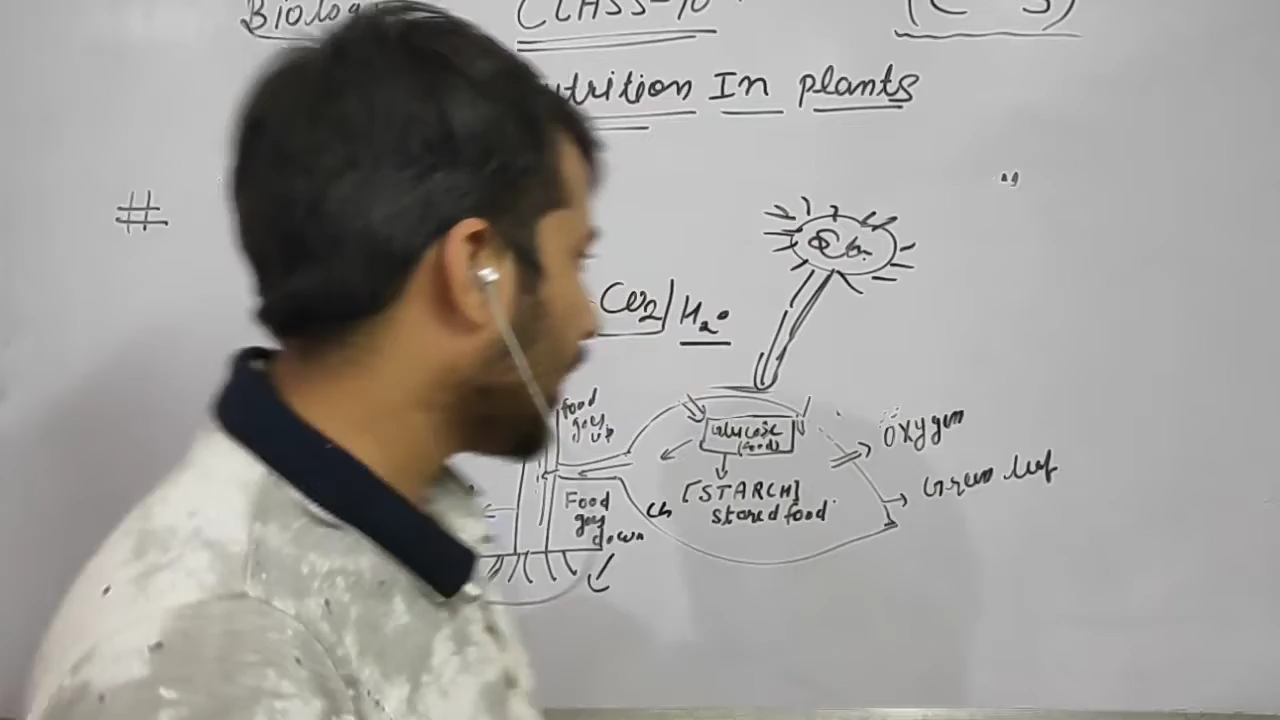 Biolog CLASS-10
utrition In plants
#
CO2/H2O
food
goes
up
Glucose
(food)
oxygen
Green leaf
[STARCH]
stored food
Food
goes
down